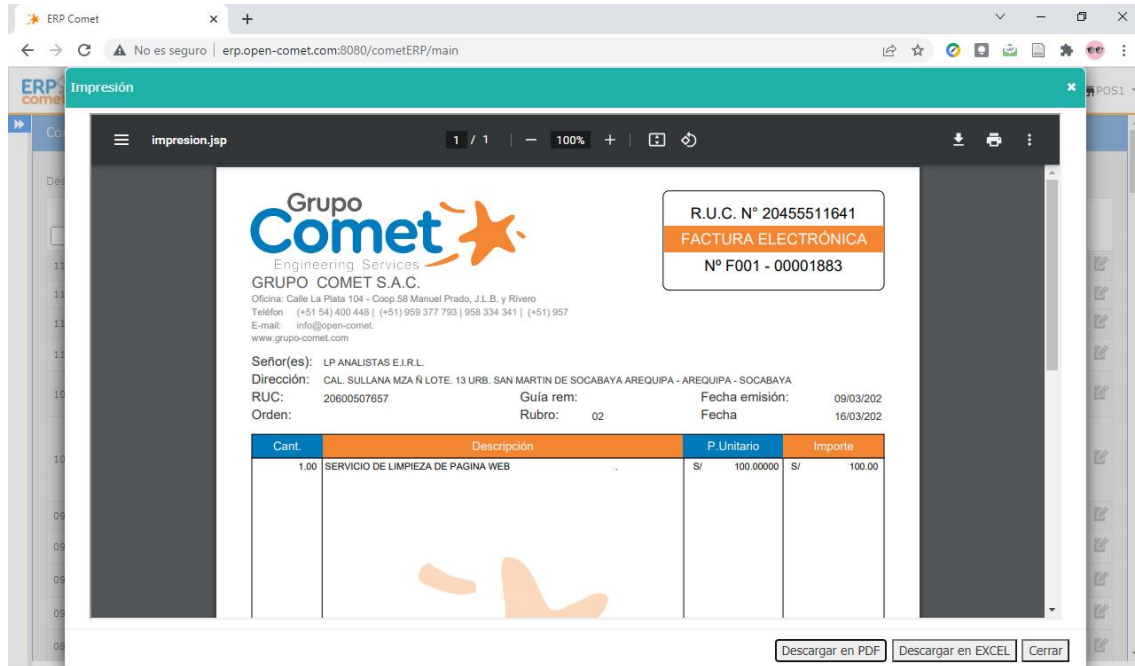 ERP Comet
No es seguro | erp.open-comet.com:8080/cometERP/main
ERP
comet
Impresión
POS1
impresion.jsp
1 / 1
100%
Grupo
Comet
Engineering Services
R.U.C. N° 20455511641
FACTURA ELECTRÓNICA
Nº F001 - 00001883
GRUPO COMET S.A.C.
Oficina: Calle La Plata 104 - Coop.58 Manuel Prado, J.L.B. y Rivero
Teléfon (+51 54) 400 448 | (+51) 959 377 793 | 958 334 341 | (+51) 957
E-mail: info@open-comet.
www.grupo-comet.com
Señor(es): LP ANALISTAS E.I.R.L.
Dirección: CAL. SULLANA MZA Ñ LOTE. 13 URB. SAN MARTIN DE SOCABAYA AREQUIPA - AREQUIPA - SOCABAYA
RUC: 20600507657 Guía rem: Fecha emisión: 09/03/202
Orden: Rubro: 02 Fecha 16/03/202
Cant. Descripción P.Unitario Importe
1.00 SERVICIO DE LIMPIEZA DE PAGINA WEB . S/ 100.00000 S/ 100.00
Descargar en PDF Descargar en EXCEL Cerrar